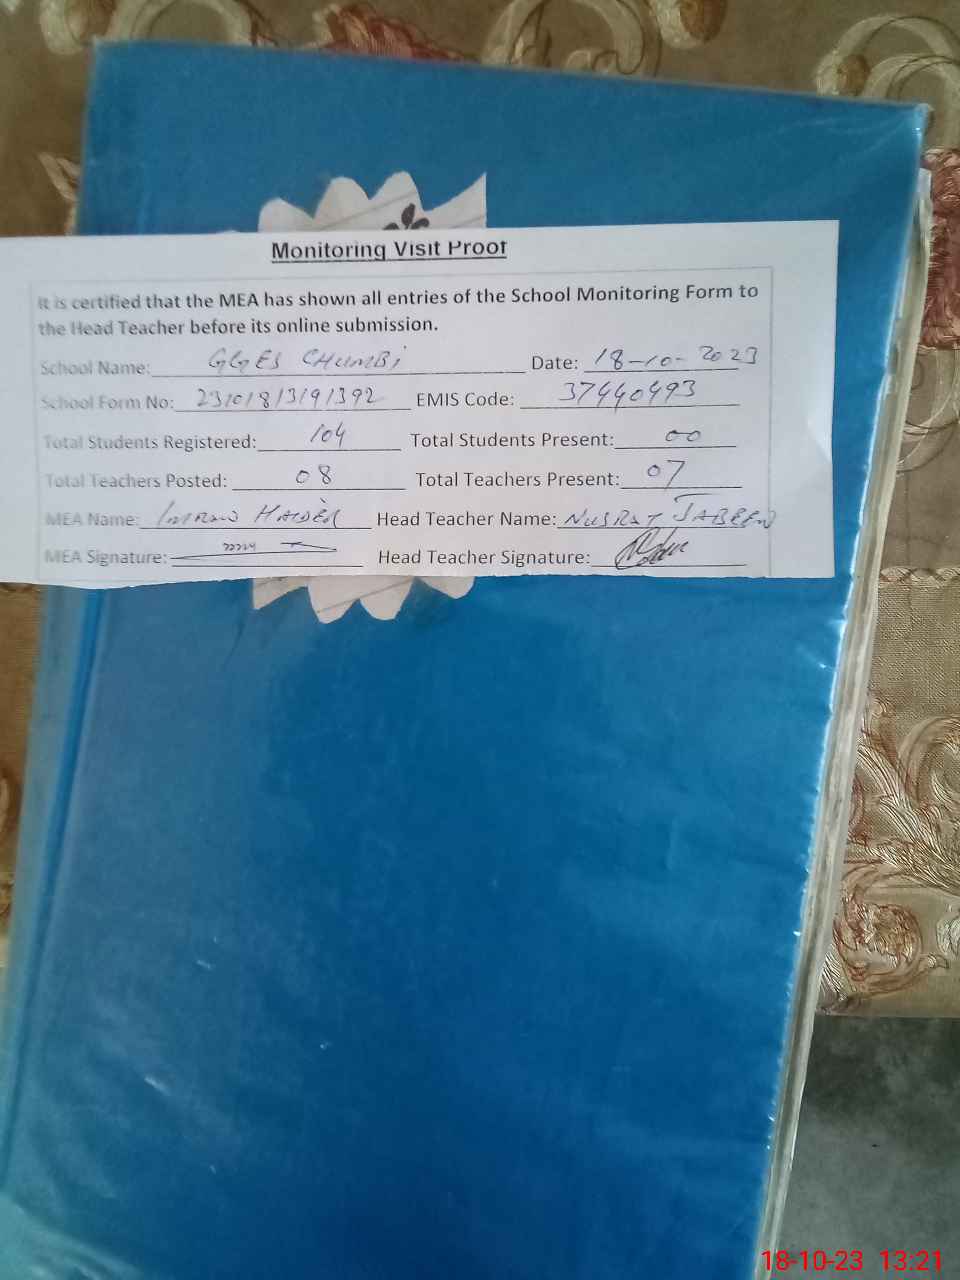 Monitoring Visit Proof
It is certified that the MEA has shown all entries of the School Monitoring Form to
the Head Teacher before its online submission.
School Name: GGES CHUMBi Date: 18-10-2023
School Form No: 23101813191392 EMIS Code: 37440493
Total Students Registered: 104 Total Students Present: 00
Total Teachers Posted: 08 Total Teachers Present: 07
MEA Name: IMRAN HAIDER Head Teacher Name: NUSRAT JABEEN
MEA Signature: Head Teacher Signature:
18-10-23 13:21